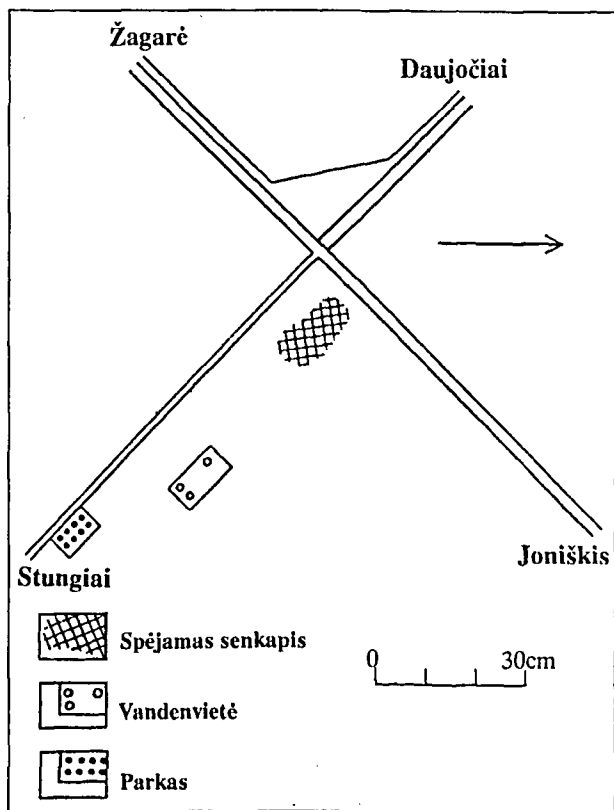 Žagarė
Daujočiai
Stungiai
Joniškis
Spėjamas senkapis
0 30cm
Vandenvietė
Parkas